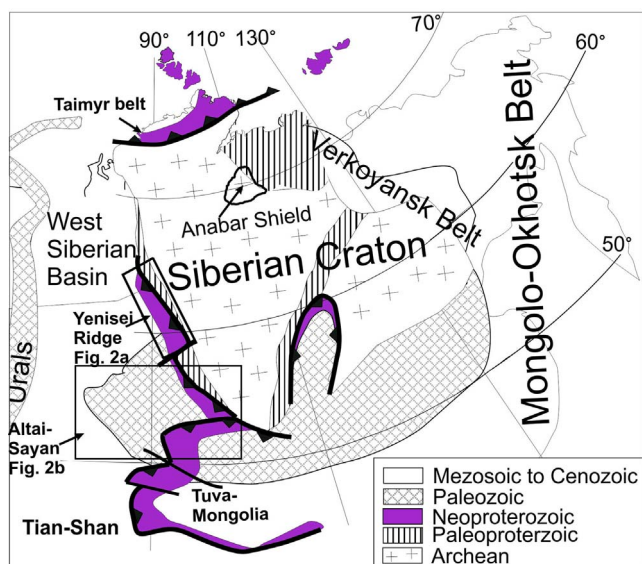 70°
90°
110°
130°
60°
Taimyr belt
Verkoyansk Belt
Anabar Shield
Mongolo-Okhotsk Belt
West
Siberian
Basin
Siberian Craton
50°
Yenisei
Ridge
Fig. 2a
Urals
Altai-
Sayan
Fig. 2b
Tuva-
Mongolia
Tian-Shan
Mezosoic to Cenozoic
Paleozoic
Neoproterozoic
Paleoproterzoic
Archean